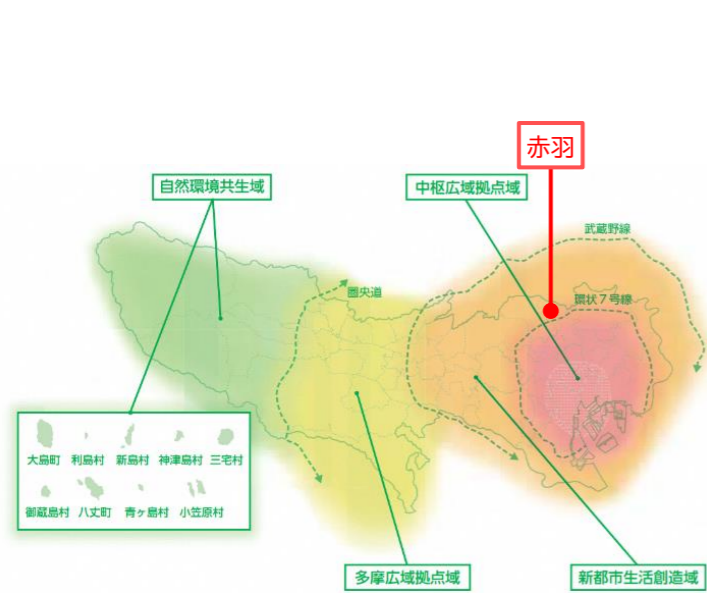 赤羽
自然環境共生域
中枢広域拠点域
武蔵野線
圏央道
環状7号線
大島町 利島村 新島村 神津島村 三宅村
御蔵島村 八丈町 青ヶ島村 小笠原村
多摩広域拠点域
新都市生活創造域